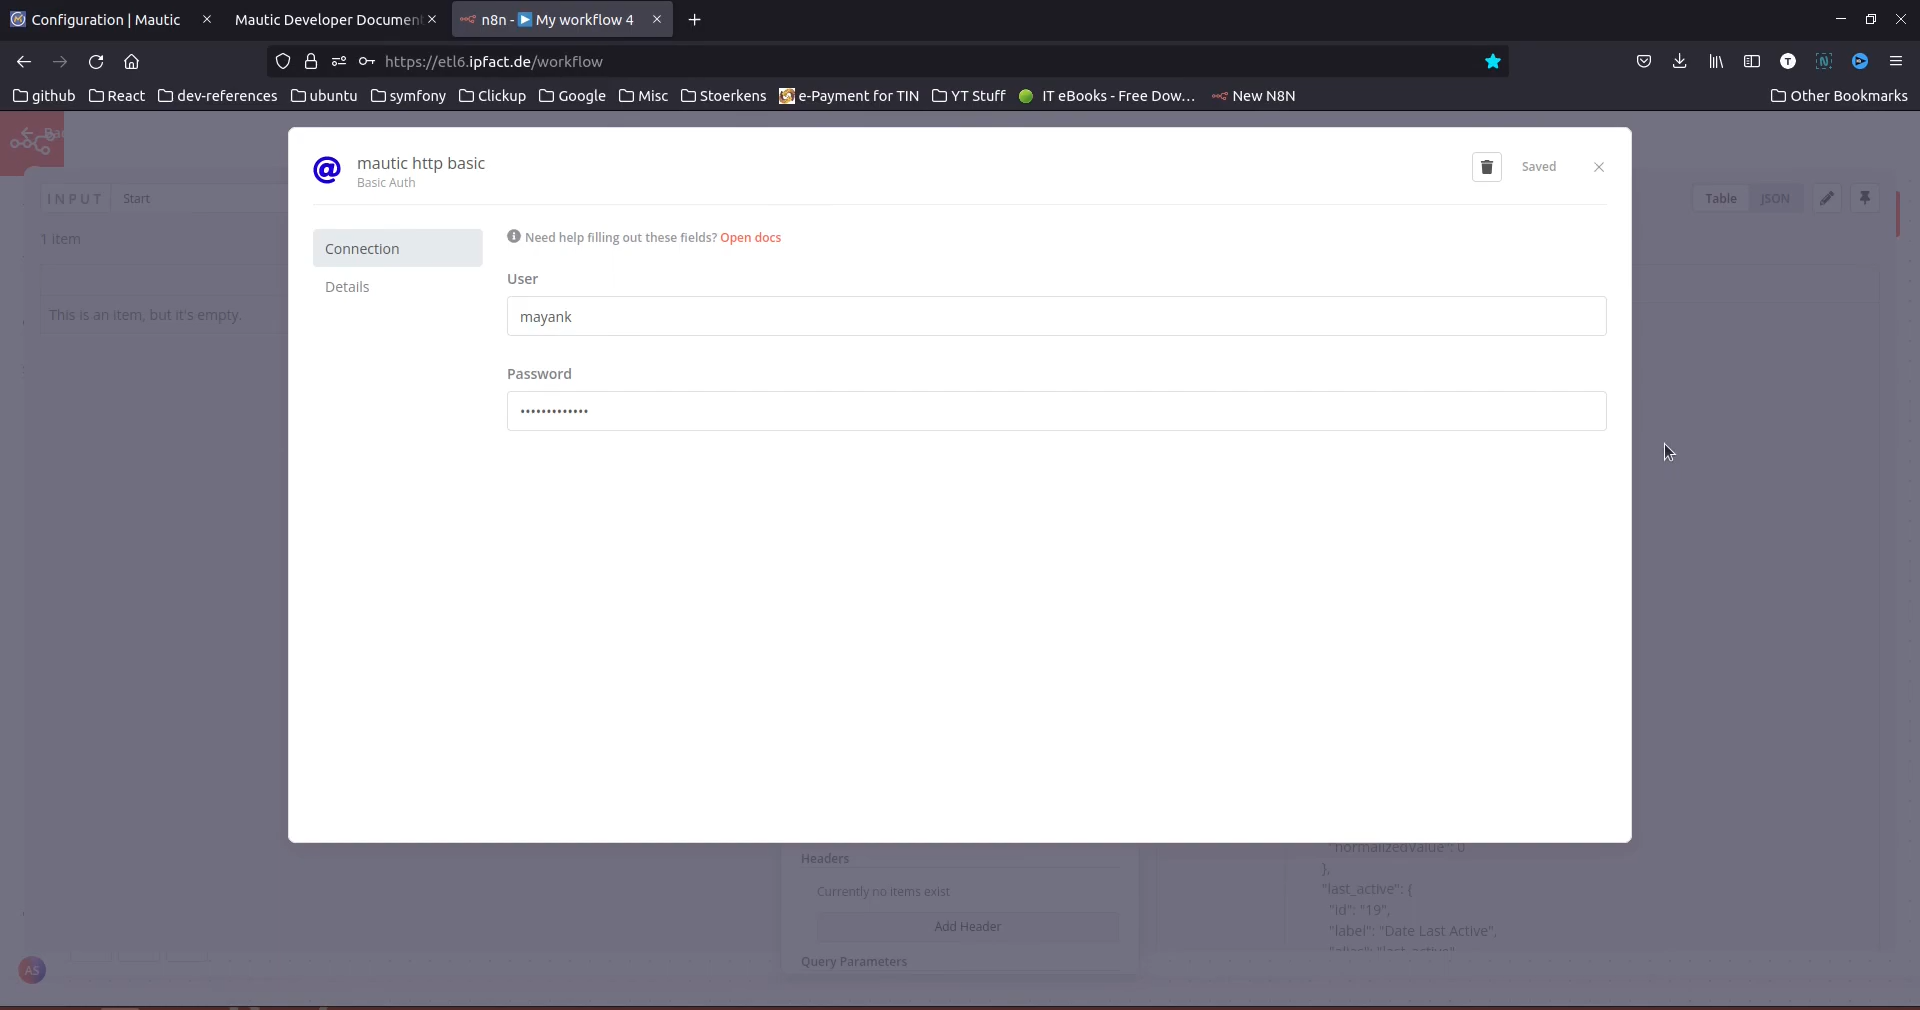 Configuration | Mautic
Mautic Developer Documen
n8n - My workflow 4
https://etl6.ipfact.de/workflow
github
React
dev-references
ubuntu
symfony
Clickup
Google
Misc
Stoerkens
e-Payment for TIN
YT Stuff
IT eBooks - Free Dow...
New N8N
Other Bookmarks
mautic http basic
Basic Auth
Saved
INPUT
Start
Table
JSON
1 item
This is an item, but it's empty.
Connection
Details
Need help filling out these fields? Open docs
User
mayank
Password
•••••••••••••
Headers
Currently no items exist
Add Header
Query Parameters
"normalizedValue": 0
},
"last_active": {
"id": "19",
"label": "Date Last Active",
AS